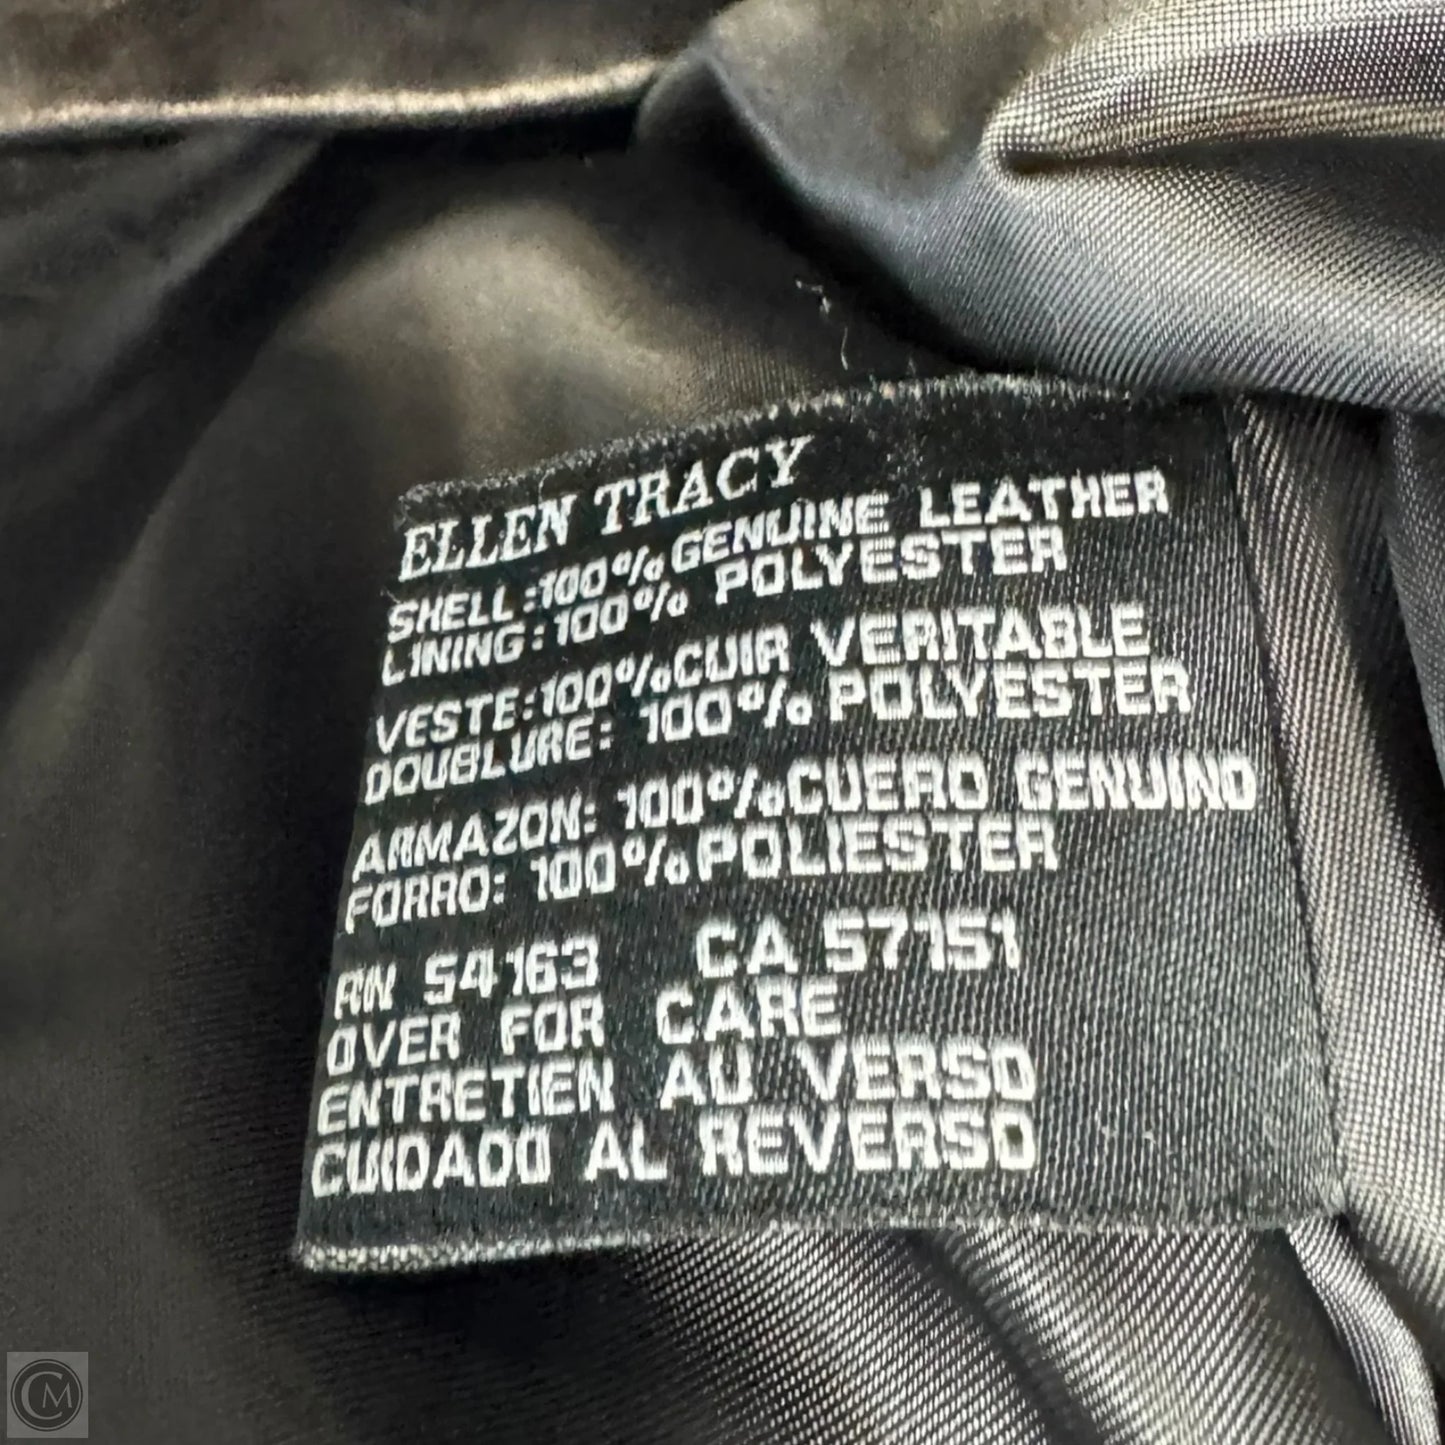 ELLEN TRACY
SHELL:100%GENUINE LEATHER
LINING:100% POLYESTER
VESTE:100%CUIR VERITABLE
DOUBLURE: 100% POLYESTER
ARMAZON: 100%CUERO GENUINO
FORRO: 100%POLIESTER
RN 54163 CA 57151
OVER FOR CARE
ENTRETIEN AU VERSO
CUIDADO AL REVERSO
CM